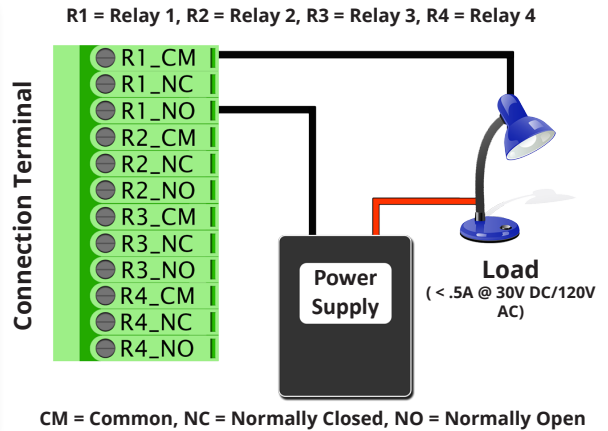 R1 = Relay 1, R2 = Relay 2, R3 = Relay 3, R4 = Relay 4
Connection Terminal
R1_CM
R1_NC
R1_NO
R2_CM
R2_NC
R2_NO
R3_CM
R3_NC
R3_NO
R4_CM
R4_NC
R4_NO
Power
Supply
Load
( < .5A @ 30V DC/120V
AC)
CM = Common, NC = Normally Closed, NO = Normally Open